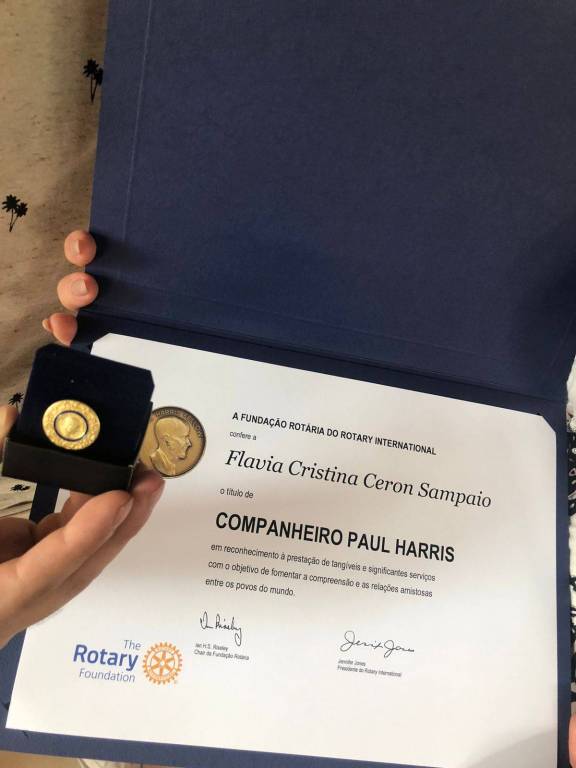 A FUNDAÇÃO ROTÁRIA DO ROTARY INTERNATIONAL
confere a
Flavia Cristina Ceron Sampaio
o título de
COMPANHEIRO PAUL HARRIS
em reconhecimento à prestação de tangíveis e significantes serviços
com o objetivo de fomentar a compreensão e as relações amistosas
entre os povos do mundo.
Ian H.S. Riseley
Chair da Fundação Rotária
Jennifer Jones
Presidente do Rotary International
The
Rotary
Foundation